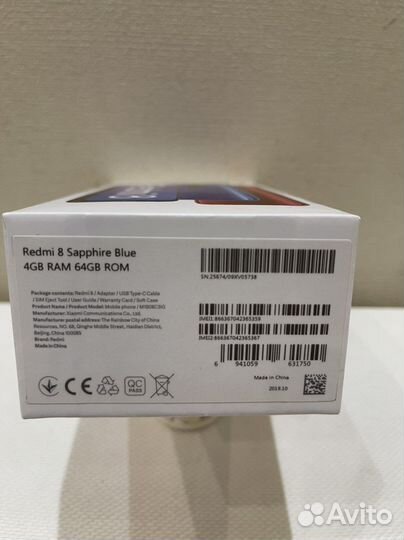 Redmi 8 Sapphire Blue
4GB RAM 64GB ROM
Package contents: Redmi 8 / Adapter / USB Type-C Cable
/ SIM Eject Tool / User Guide / Warranty Card / Soft Case
Product Name and Product Model: Mobile phone / M1908C3IG
Manufacturer: Xiaomi Communications Co., Ltd.
Manufacturer postal address: The Rainbow City of China
Resources, NO. 68, Qinghe Middle Street, Haidian District,
Beijing, China 100085
Brand: Redmi
Made in China
SN:25674/09XV05738
IMEI1:866367042365359
IMEI2:866367042365367
6 941059 631750
Made in China
2019.10
CE
EAC
QC
PASS
Avito